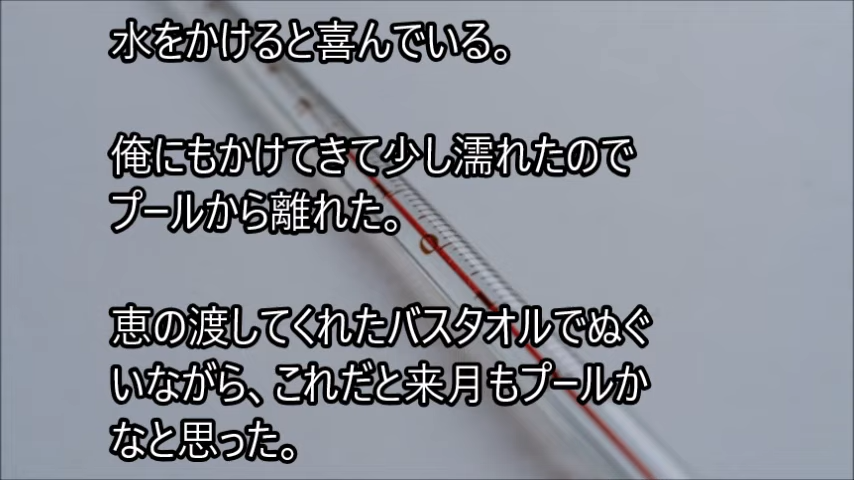 水をかけると喜んでいる。
俺にもかけてきて少し濡れたので
プールから離れた。
恵の渡してくれたバスタオルでぬぐ
いながら、これだと来月もプールか
なと思った。